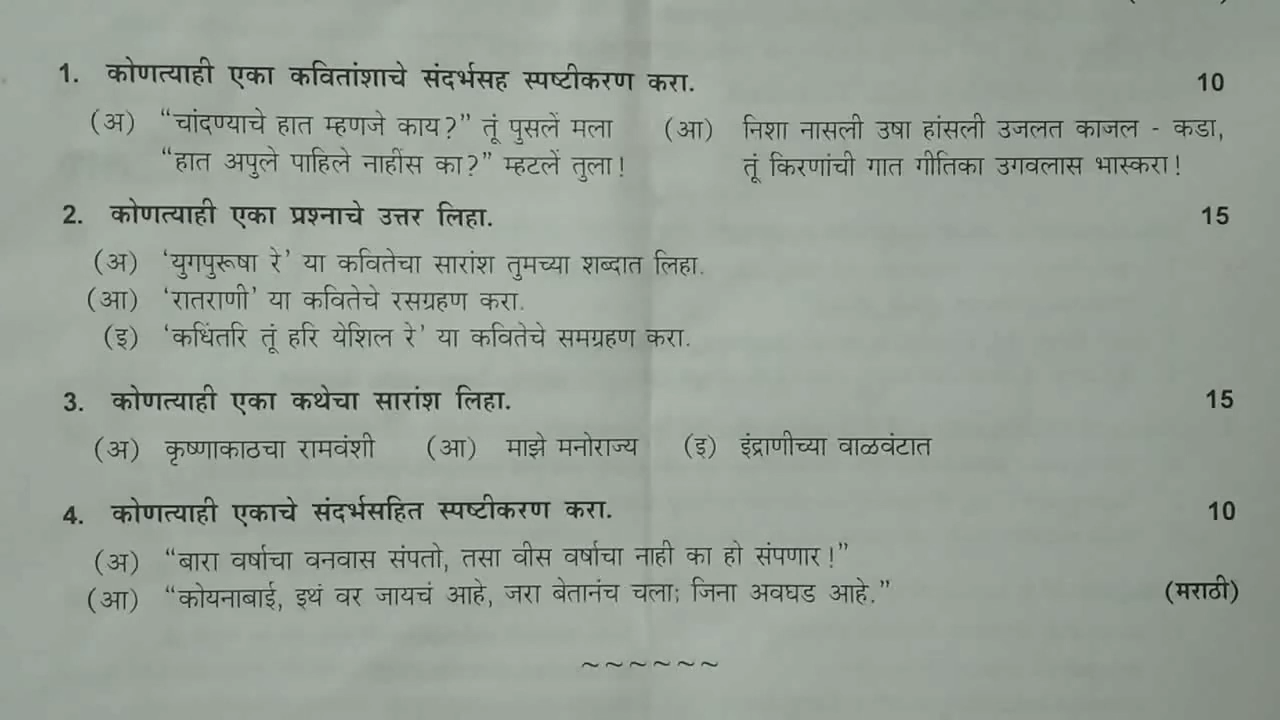 1. कोणत्याही एका कवितांशाचे संदर्भसह स्पष्टीकरण करा. 10
(अ) “चांदण्याचे हात म्हणजे काय?” तूं पुसलें मला (आ) निशा नासली उषा हांसली उजलत काजल - कडा,
“हात अपुले पाहिले नाहींस का?” म्हटलें तुला! तूं किरणांची गात गीतिका उगवलास भास्करा!
2. कोणत्याही एका प्रश्नाचे उत्तर लिहा. 15
(अ) ‘युगपुरूषा रे’ या कवितेचा सारांश तुमच्या शब्दात लिहा.
(आ) ‘रातराणी’ या कवितेचे रसग्रहण करा.
(इ) ‘कधिंतरि तूं हरि येशिल रे’ या कवितेचे समग्रहण करा.
3. कोणत्याही एका कथेचा सारांश लिहा. 15
(अ) कृष्णाकाठचा रामवंशी (आ) माझे मनोराज्य (इ) इंद्राणीच्या वाळवंटात
4. कोणत्याही एकाचे संदर्भसहित स्पष्टीकरण करा. 10
(अ) “बारा वर्षाचा वनवास संपतो, तसा वीस वर्षाचा नाही का हो संपणार!”
(आ) “कोयनाबाई, इथं वर जायचं आहे, जरा बेतानंच चला; जिना अवघड आहे.” (मराठी)
~~~~~~